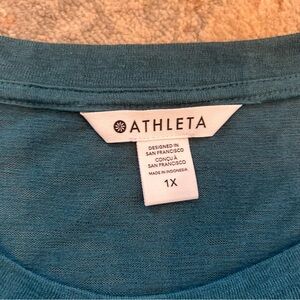 ATHLETA
DESIGNED IN
SAN FRANCISCO
CONÇU À
SAN FRANCISCO
MADE IN INDONESIA
1X